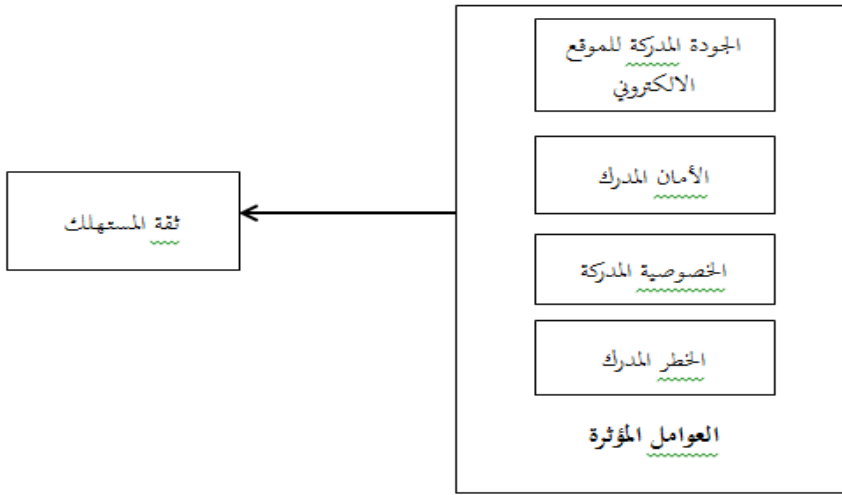 الجودة المدركة للموقع
الالكتروني
الأمان المدرك
الخصوصية المدركة
الخطر المدرك
العوامل المؤثرة
ثقة المستهلك